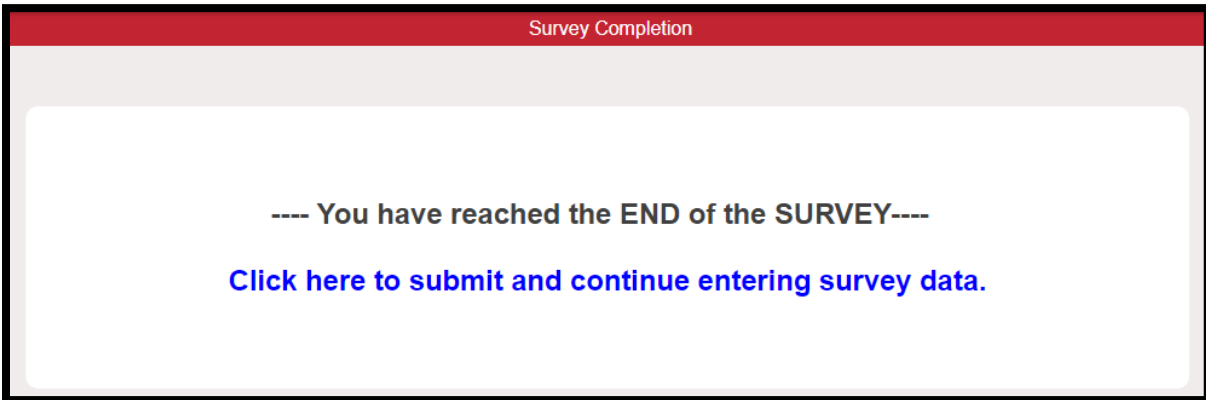 Survey Completion
---- You have reached the END of the SURVEY----
Click here to submit and continue entering survey data.